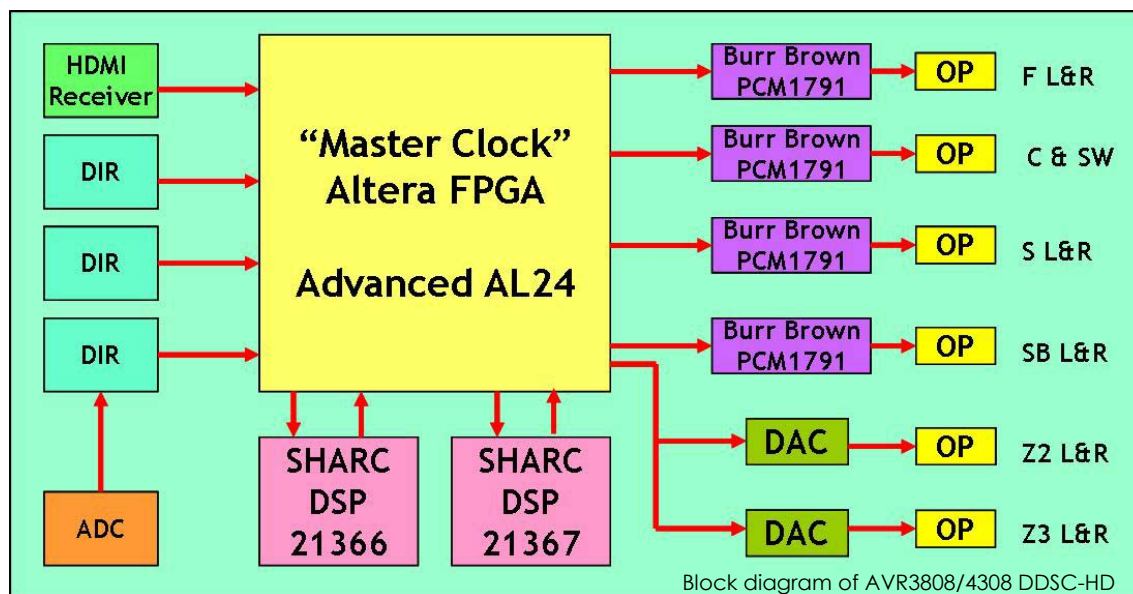 HDMI
Receiver
DIR
DIR
DIR
ADC
“Master Clock”
Altera FPGA
Advanced AL24
SHARC
DSP
21366
SHARC
DSP
21367
Burr Brown
PCM1791
OP
F L&R
Burr Brown
PCM1791
OP
C & SW
Burr Brown
PCM1791
OP
S L&R
Burr Brown
PCM1791
OP
SB L&R
DAC
OP
Z2 L&R
DAC
OP
Z3 L&R
Block diagram of AVR3808/4308 DDSC-HD